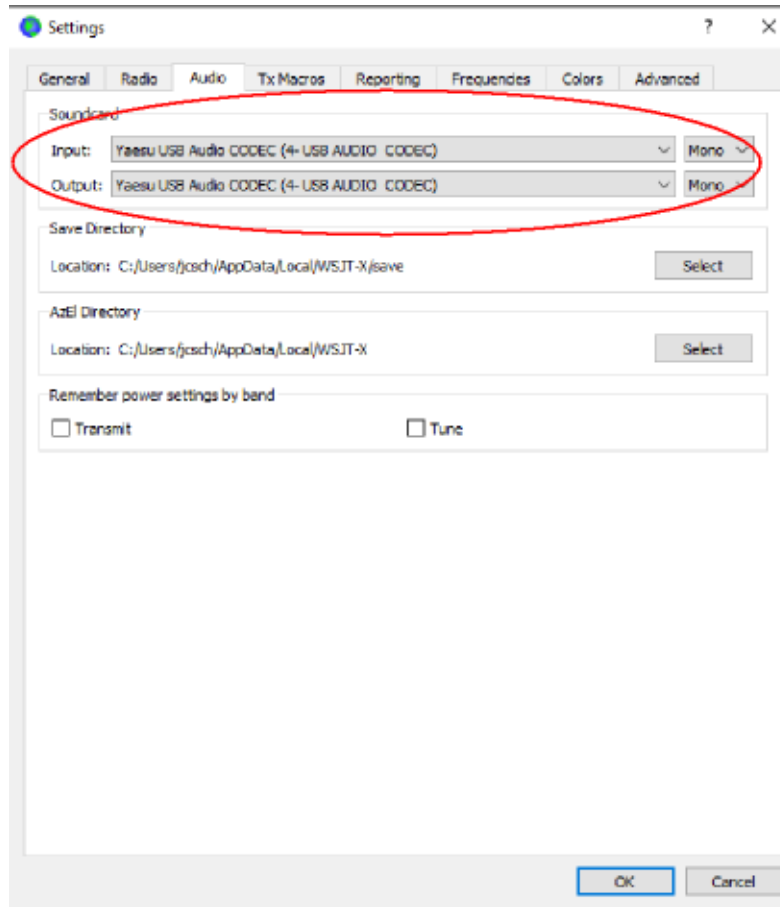 Settings ? ×
General Radio Audio Tx Macros Reporting Frequencies Colors Advanced
Soundcard
Input: Yaesu USB Audio CODEC (4- USB AUDIO CODEC) Mono
Output: Yaesu USB Audio CODEC (4- USB AUDIO CODEC) Mono
Save Directory
Location: C:/Users/jcsch/AppData/Local/WSJT-X/save Select
AzEl Directory
Location: C:/Users/jcsch/AppData/Local/WSJT-X Select
Remember power settings by band
Transmit Tune
OK Cancel